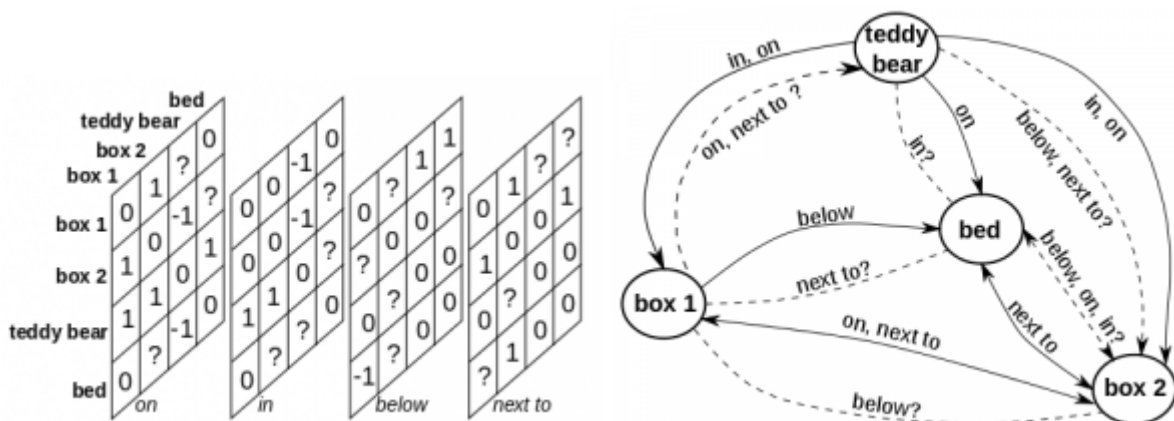 bed
teddy bear
box 2
box 1
box 1
box 2
teddy bear
bed
0 1 ? 0
1 0 -1 ?
1 1 0 1
0 ? -1 0
on
0 0 -1 0
0 0 -1 ?
1 1 0 ?
0 ? ? 0
in
0 ? 1 1
? 0 0 ?
0 ? 0 0
-1 ? 0 0
below
0 1 ? ?
1 0 0 1
0 ? 0 0
? 1 0 0
next to
teddy
bear
in, on
on, next to ?
in?
on
below, next to?
in, on
bed
below
next to?
below, on, in?
next to
box 1
on, next to
box 2
below?